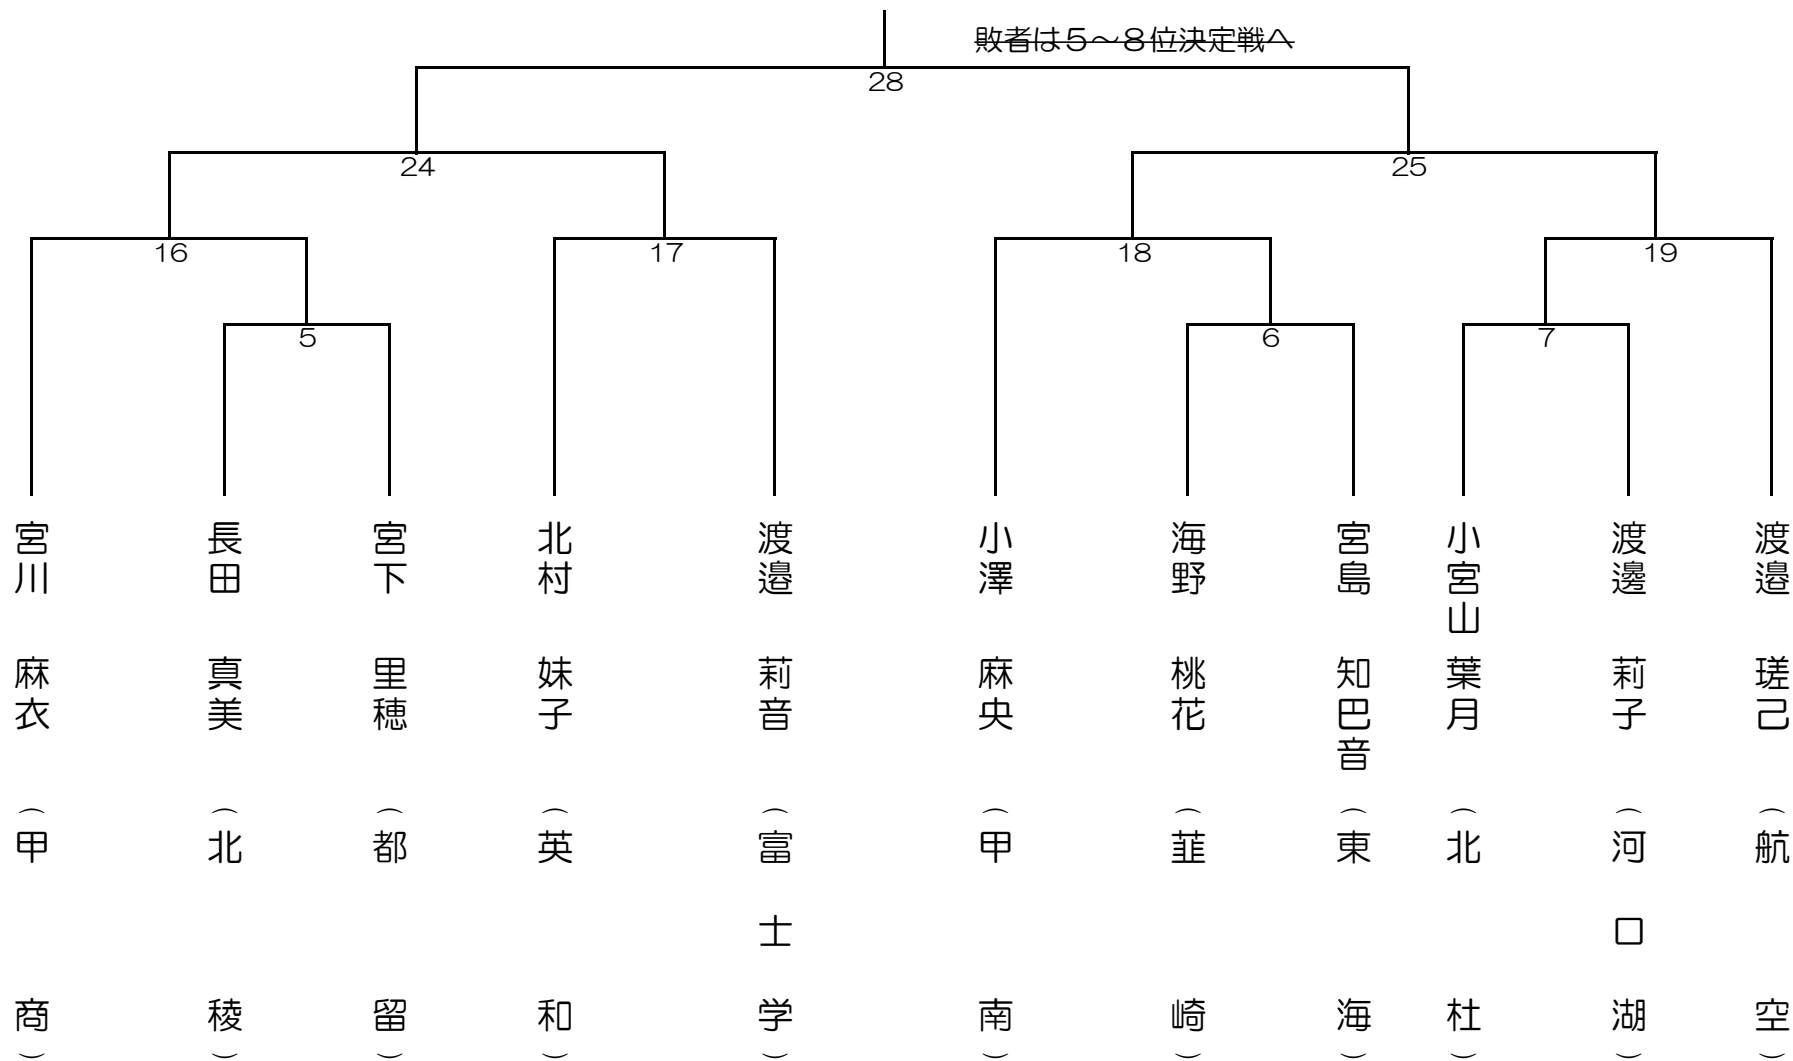 敗者は5～8位決定戦へ
28
24
25
16
17
18
19
5
6
7
宮川 麻衣 （甲 商）
長田 真美 （北 稜）
宮下 里穂 （都 留）
北村 妹子 （英 和）
渡邉 莉音 （富 士 学）
小澤 麻央 （甲 南）
海野 桃花 （韮 崎）
宮島 知巴音 （東 海）
小宮山 葉月 （北 杜）
渡邊 莉子 （河 口 湖）
渡邉 瑳己 （航 空）